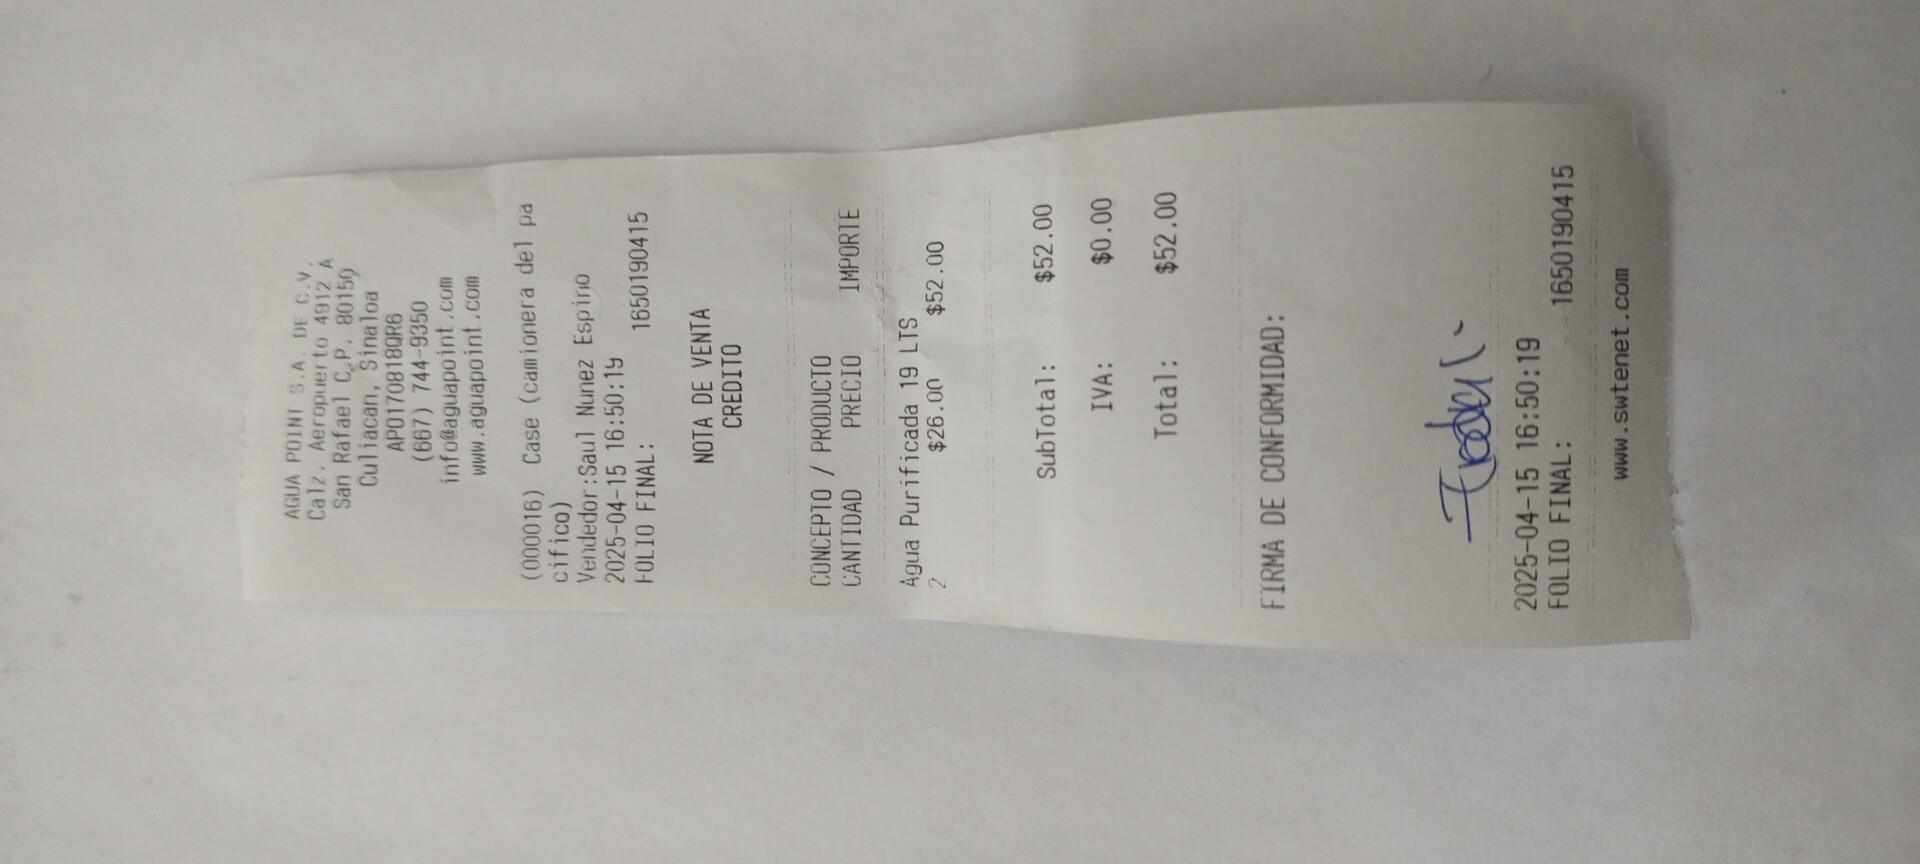 AGUA POINT S.A. DE C.V.
Calz. Aeropuerto 4912 A
San Rafael C.P. 80150
Culiacan, Sinaloa
APO170818QR6
(667) 744-9350
info@aguapoint.com
www.aguapoint.com
(000016) Case (camionera del pa
cifico)
Vendedor:Saul Nunez Espino
2025-04-15 16:50:19
FOLIO FINAL: 1650190415
NOTA DE VENTA
CREDITO
CONCEPTO / PRODUCTO
CANTIDAD PRECIO IMPORTE
Agua Purificada 19 LTS
2 $26.00 $52.00
SubTotal: $52.00
IVA: $0.00
Total: $52.00
FIRMA DE CONFORMIDAD:
2025-04-15 16:50:19
FOLIO FINAL: 1650190415
www.swtenet.com